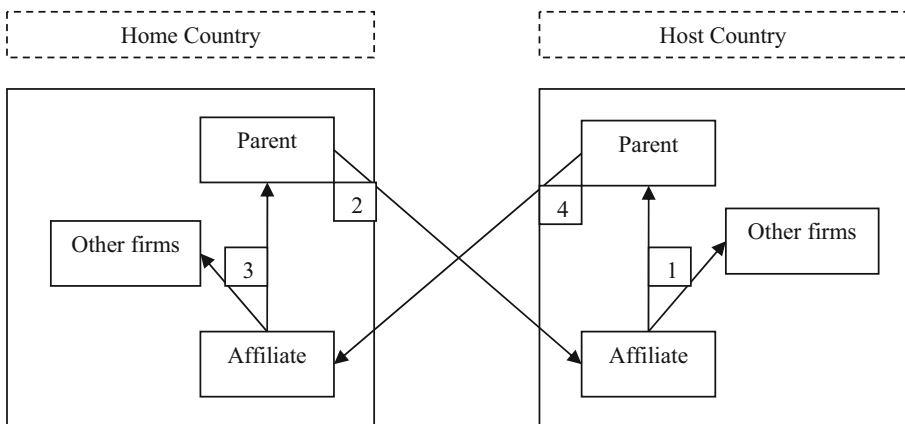 Home Country
Host Country
Parent
Parent
2
4
Other firms
Other firms
3
1
Affiliate
Affiliate